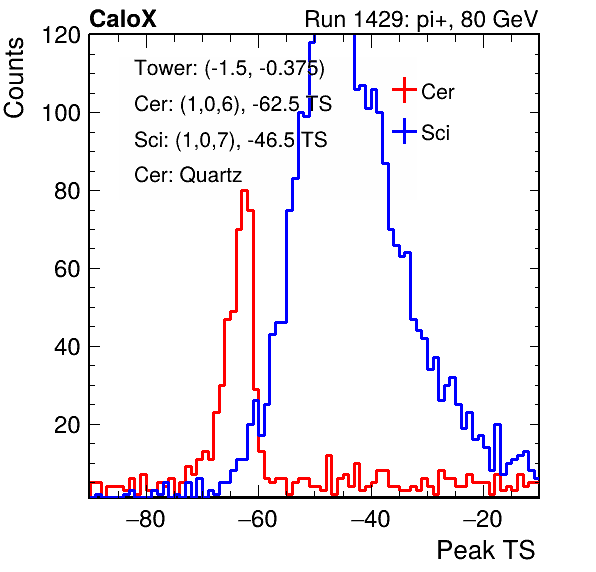 CaloX Run 1429: pi+, 80 GeV
Counts
120
100
80
60
40
20
Tower: (-1.5, -0.375)
Cer: (1,0,6), -62.5 TS
Sci: (1,0,7), -46.5 TS
Cer: Quartz
Cer
Sci
−80 −60 −40 −20
Peak TS